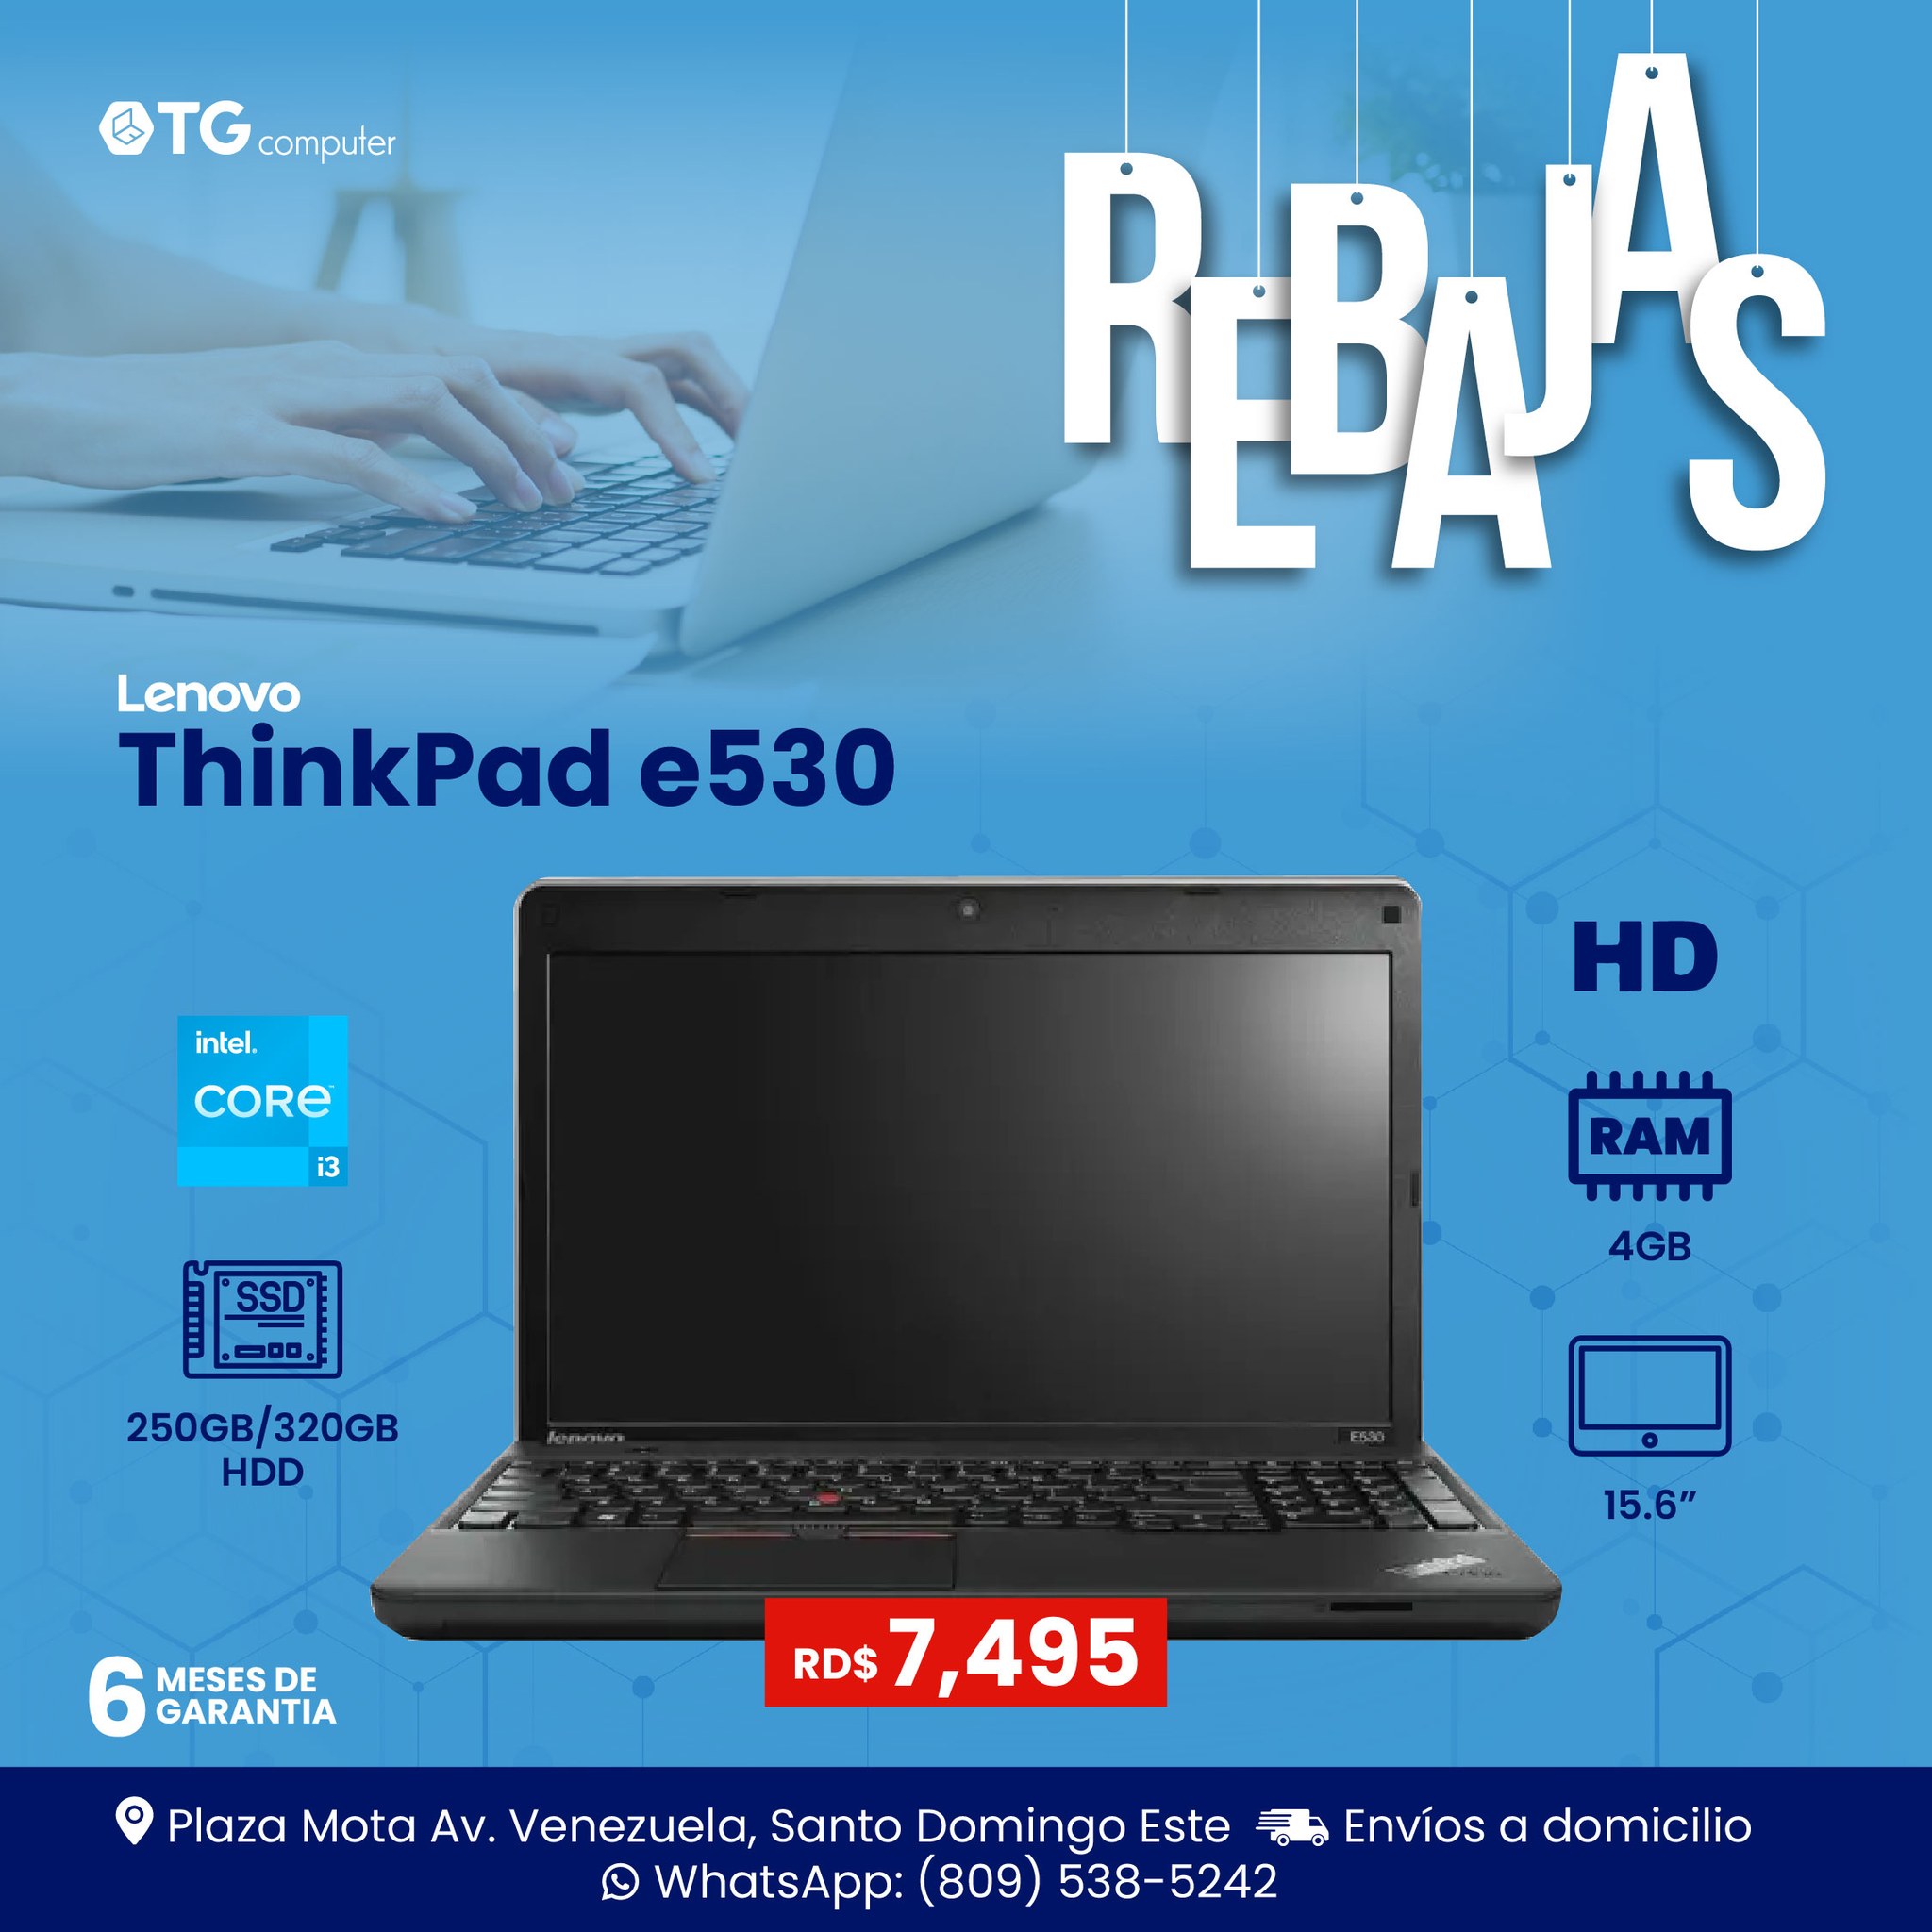 TG computer
REBAJAS
Lenovo
ThinkPad e530
HD
intel.
CORe™
i3
RAM
4GB
SSD
250GB/320GB
HDD
15.6”
lenovo
E530
RD$ 7,495
6 MESES DE
GARANTIA
Plaza Mota Av. Venezuela, Santo Domingo Este Envíos a domicilio
WhatsApp: (809) 538-5242